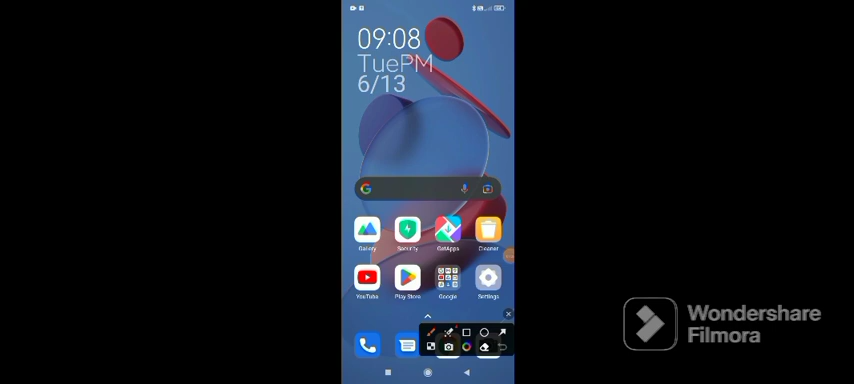 09:08
TuePM
6/13
Gallery
Security
GetApps
Cleaner
YouTube
Play Store
Google
Settings
Wondershare
Filmora